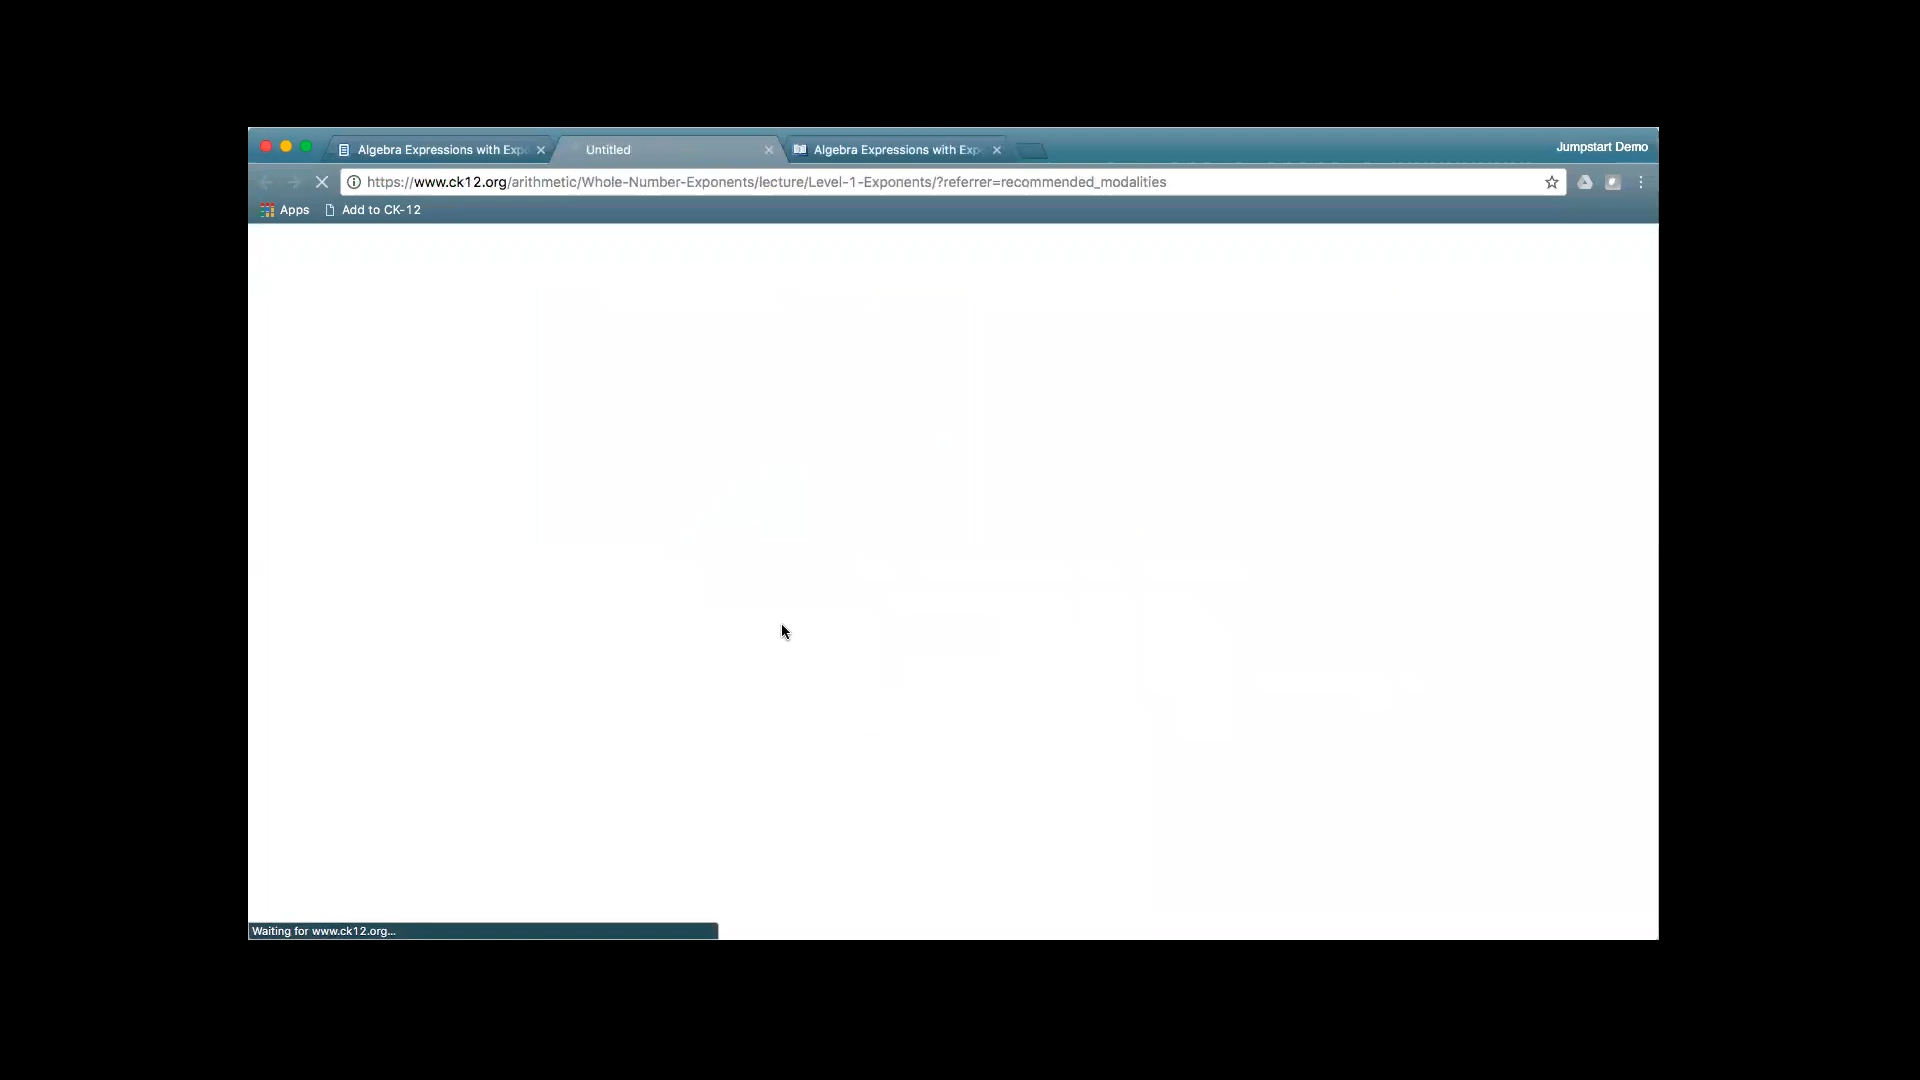 Algebra Expressions with Exp
Untitled
Algebra Expressions with Exp
Jumpstart Demo
https://www.ck12.org/arithmetic/Whole-Number-Exponents/lecture/Level-1-Exponents/?referrer=recommended_modalities
Apps
Add to CK-12
Waiting for www.ck12.org...